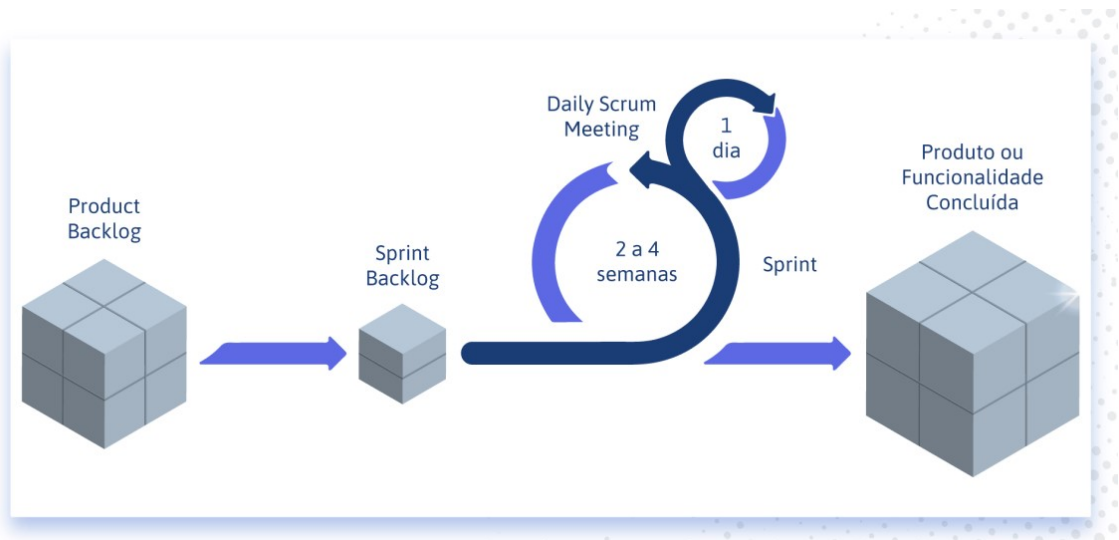 Product
Backlog
Sprint
Backlog
Daily Scrum
Meeting
1
dia
2 a 4
semanas
Sprint
Produto ou
Funcionalidade
Concluída